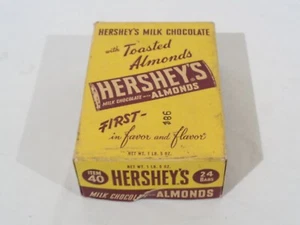 HERSHEY'S MILK CHOCOLATE
with Toasted
Almonds
HERSHEY'S
MILK CHOCOLATE AND ALMONDS
FIRST-
in favor and flavor
ITEM
40
HERSHEY'S
24
Bars
MILK CHOCOLATE ALMONDS